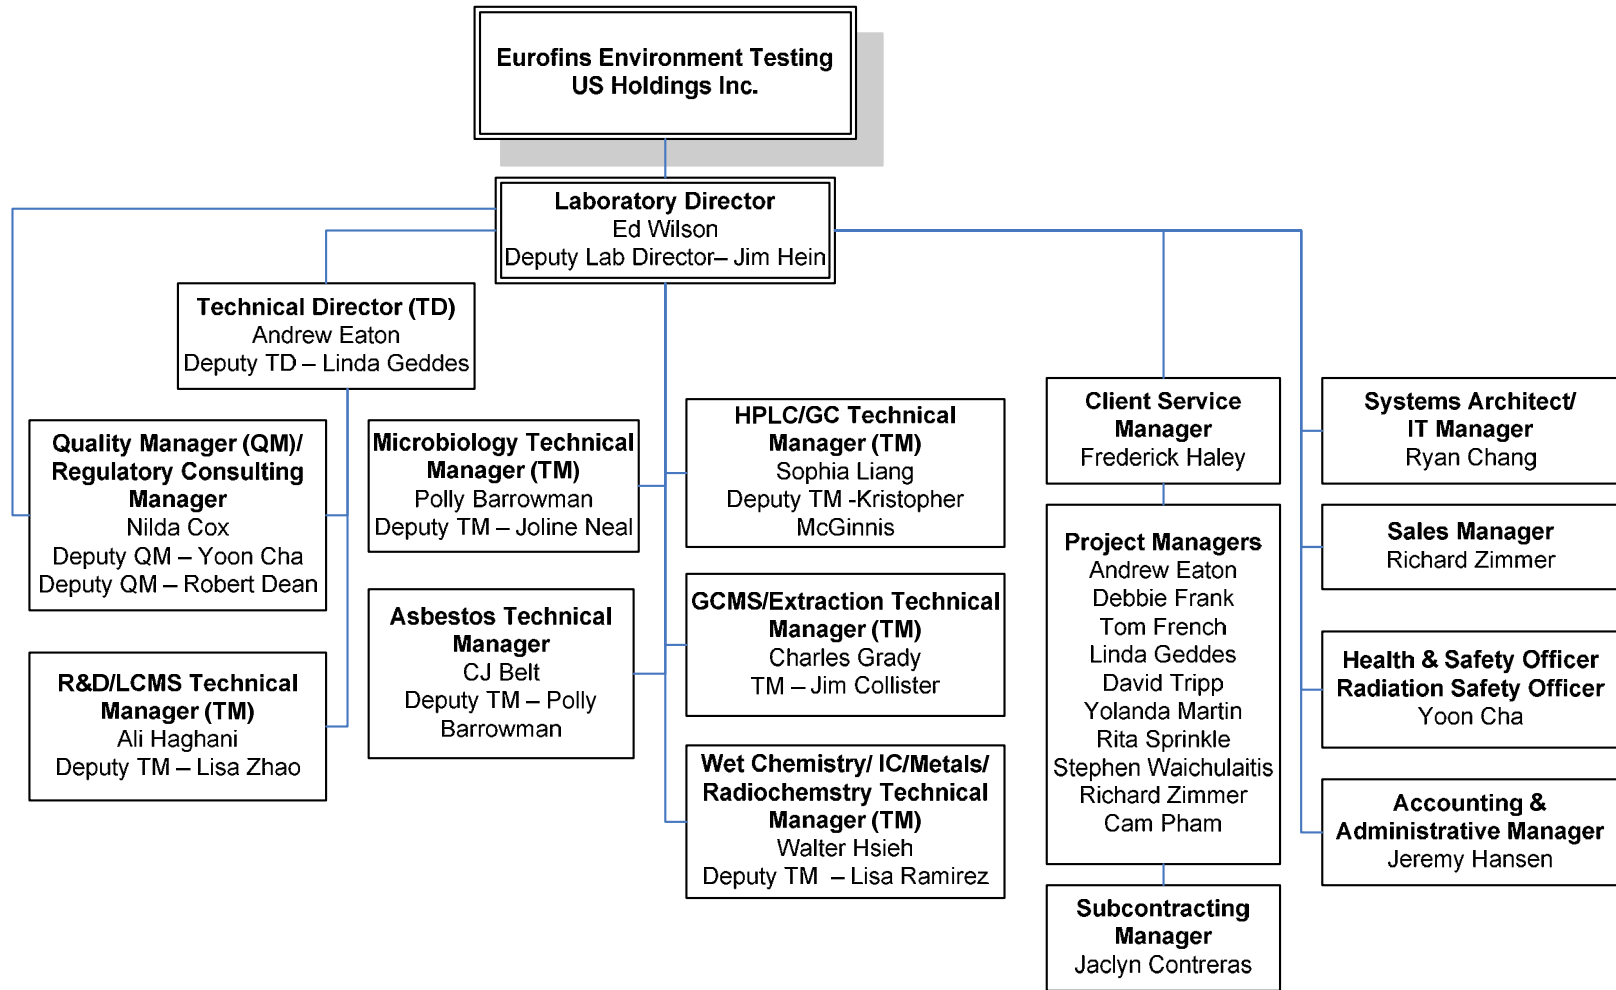 Eurofins Environment Testing
US Holdings Inc.
Laboratory Director
Ed Wilson
Deputy Lab Director– Jim Hein
Technical Director (TD)
Andrew Eaton
Deputy TD – Linda Geddes
Quality Manager (QM)/
Regulatory Consulting
Manager
Nilda Cox
Deputy QM – Yoon Cha
Deputy QM – Robert Dean
R&D/LCMS Technical
Manager (TM)
Ali Haghani
Deputy TM – Lisa Zhao
Microbiology Technical
Manager (TM)
Polly Barrowman
Deputy TM – Joline Neal
Asbestos Technical
Manager
CJ Belt
Deputy TM – Polly
Barrowman
HPLC/GC Technical
Manager (TM)
Sophia Liang
Deputy TM -Kristopher
McGinnis
GCMS/Extraction Technical
Manager (TM)
Charles Grady
TM – Jim Collister
Wet Chemistry/ IC/Metals/
Radiochemstry Technical
Manager (TM)
Walter Hsieh
Deputy TM – Lisa Ramirez
Client Service
Manager
Frederick Haley
Project Managers
Andrew Eaton
Debbie Frank
Tom French
Linda Geddes
David Tripp
Yolanda Martin
Rita Sprinkle
Stephen Waichulaitis
Richard Zimmer
Cam Pham
Subcontracting
Manager
Jaclyn Contreras
Systems Architect/
IT Manager
Ryan Chang
Sales Manager
Richard Zimmer
Health & Safety Officer
Radiation Safety Officer
Yoon Cha
Accounting &
Administrative Manager
Jeremy Hansen